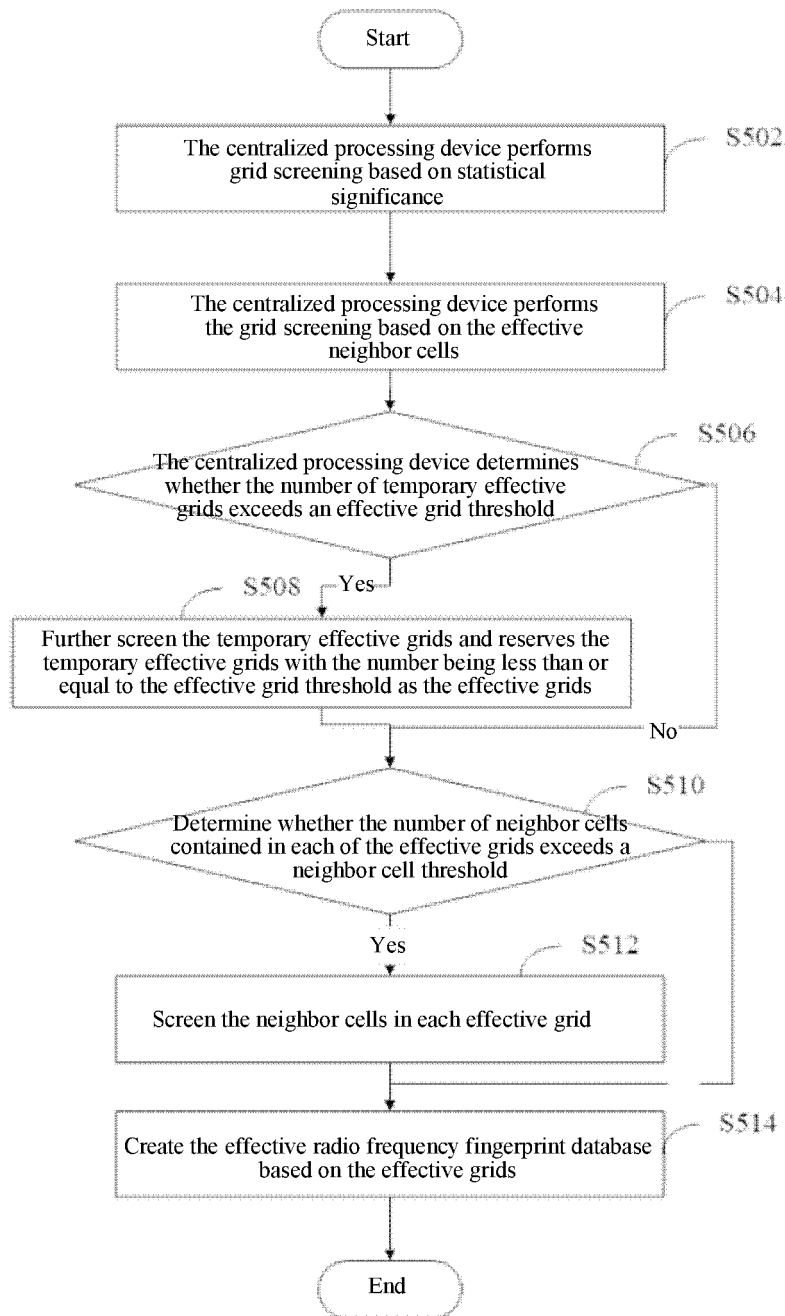 Start
S502
The centralized processing device performs
grid screening based on statistical
significance
S504
The centralized processing device performs
the grid screening based on the effective
neighbor cells
S506
The centralized processing device determines
whether the number of temporary effective
grids exceeds an effective grid threshold
Yes
S508
Further screen the temporary effective grids and reserves the
temporary effective grids with the number being less than or
equal to the effective grid threshold as the effective grids
No
S510
Determine whether the number of neighbor cells
contained in each of the effective grids exceeds a
neighbor cell threshold
Yes
S512
Screen the neighbor cells in each effective grid
S514
Create the effective radio frequency fingerprint database
based on the effective grids
End